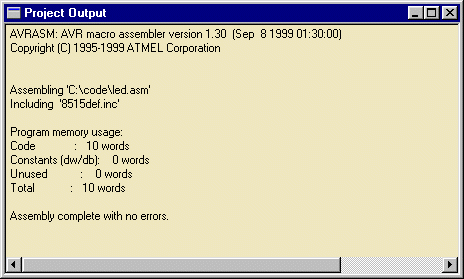 Project Output
AVRASM: AVR macro assembler version 1.30 (Sep 8 1999 01:30:00)
Copyright (C) 1995-1999 ATMEL Corporation
Assembling 'C:\code\led.asm'
Including '8515def.inc'
Program memory usage:
Code : 10 words
Constants (dw/db): 0 words
Unused : 0 words
Total : 10 words
Assembly complete with no errors.